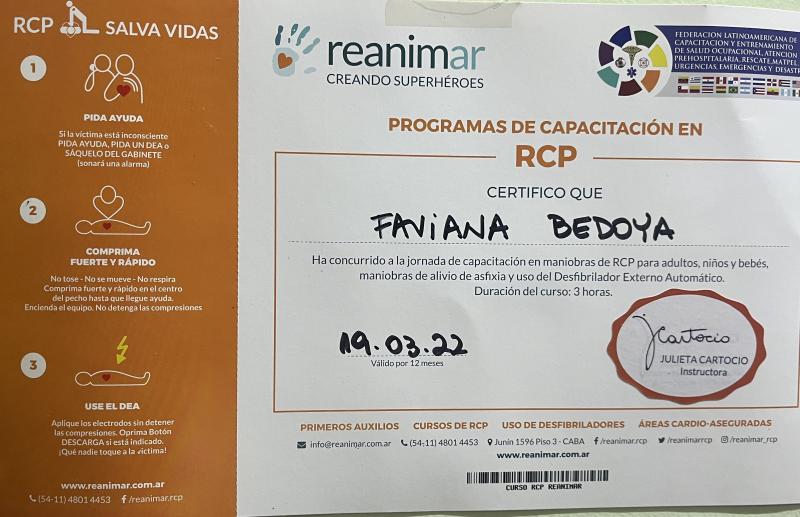 RCP SALVA VIDAS
1
PIDA AYUDA
Si la víctima está inconsciente
PIDA AYUDA, PIDA UN DEA o
SÁQUELO DEL GABINETE
(sonará una alarma)
2
COMPRIMA
FUERTE Y RÁPIDO
No tose - No se mueve - No respira
Comprima fuerte y rápido en el centro
del pecho hasta que llegue ayuda.
Encienda el equipo. No detenga las compresiones
3
USE EL DEA
Aplique los electrodos sin detener
las compresiones. Oprima Botón
DESCARGA si está indicado.
¡Qué nadie toque a la víctima!
www.reanimar.com.ar
(54-11) 4801 4453 f/reanimar.rcp
reanimar
CREANDO SUPERHÉROES
FEDERACION LATINOAMERICANA DE
CAPACITACION Y ENTRENAMIENTO
DE SALUD OCUPACIONAL, ATENCION
PREHOSPITALARIA, RESCATE, MATPEL,
URGENCIAS, EMERGENCIAS Y DESAST
PROGRAMAS DE CAPACITACIÓN EN
RCP
CERTIFICO QUE
FAVIANA BEDOYA
Ha concurrido a la jornada de capacitación en maniobras de RCP para adultos, niños y bebés,
maniobras de alivio de asfixia y uso del Desfibrilador Externo Automático.
Duración del curso: 3 horas.
19.03.22
Válido por 12 meses
JCartocio
JULIETA CARTOCIO
Instructora
PRIMEROS AUXILIOS CURSOS DE RCP USO DE DESFIBRILADORES ÁREAS CARDIO-ASEGURADAS
info@reanimar.com.ar (54-11) 4801 4453 Junín 1596 Piso 3 - CABA f/reanimar.rcp /reanimarrcp /reanimar_rcp
www.reanimar.com.ar
CURSO RCP REANIMAR